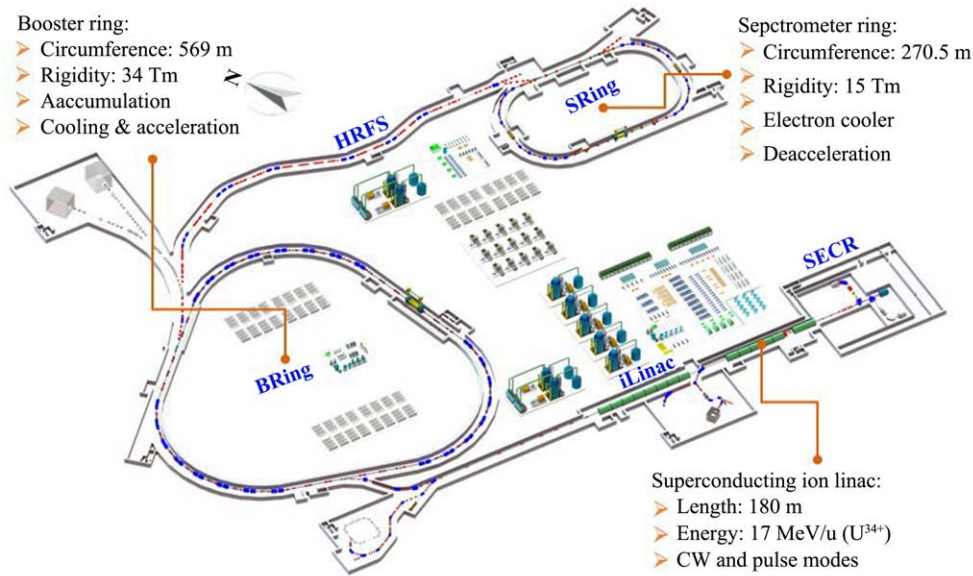 Booster ring:
Circumference: 569 m
Rigidity: 34 Tm
Aaccumulation
Cooling & acceleration
N
Sepctrometer ring:
Circumference: 270.5 m
Rigidity: 15 Tm
Electron cooler
Deacceleration
HRFS
SRing
SECR
BRing
iLinac
Superconducting ion linac:
Length: 180 m
Energy: 17 MeV/u (U³⁴⁺)
CW and pulse modes